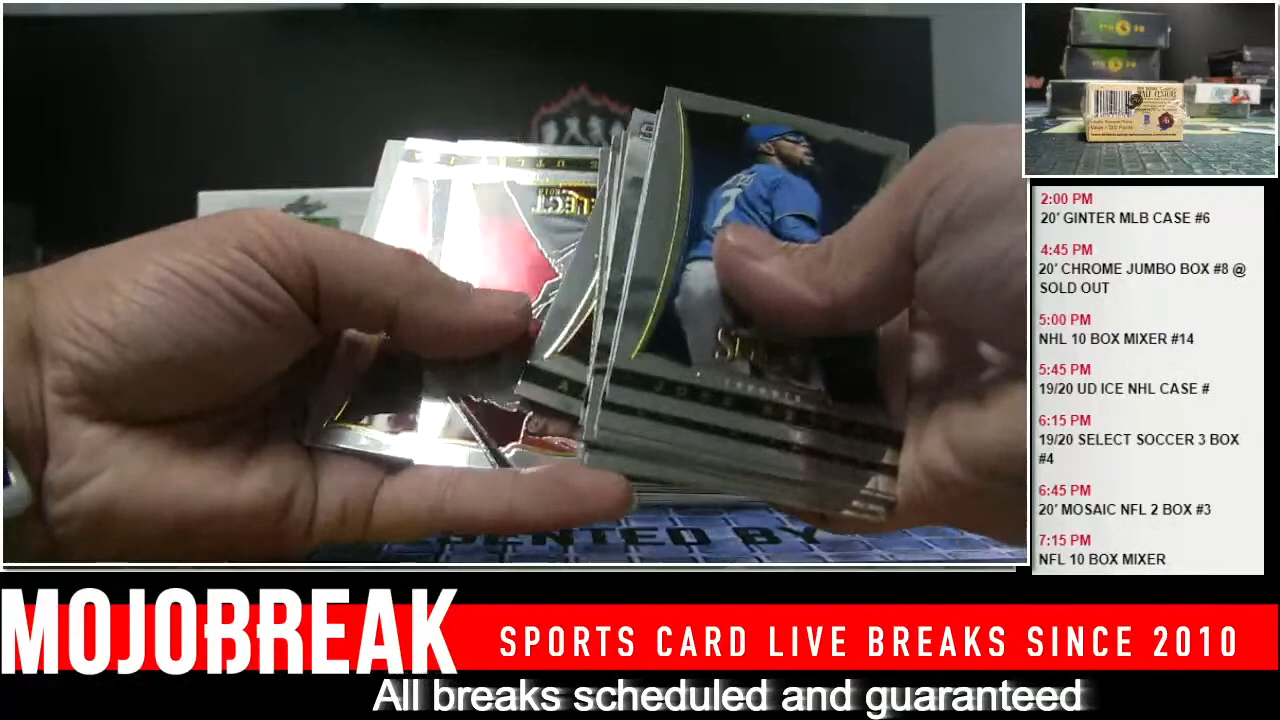 2:00 PM
20' GINTER MLB CASE #6
4:45 PM
20' CHROME JUMBO BOX #8 @
SOLD OUT
5:00 PM
NHL 10 BOX MIXER #14
5:45 PM
19/20 UD ICE NHL CASE #
6:15 PM
19/20 SELECT SOCCER 3 BOX
#4
6:45 PM
20' MOSAIC NFL 2 BOX #3
7:15 PM
NFL 10 BOX MIXER
MOJOBREAK
SPORTS CARD LIVE BREAKS SINCE 2010
All breaks scheduled and guaranteed